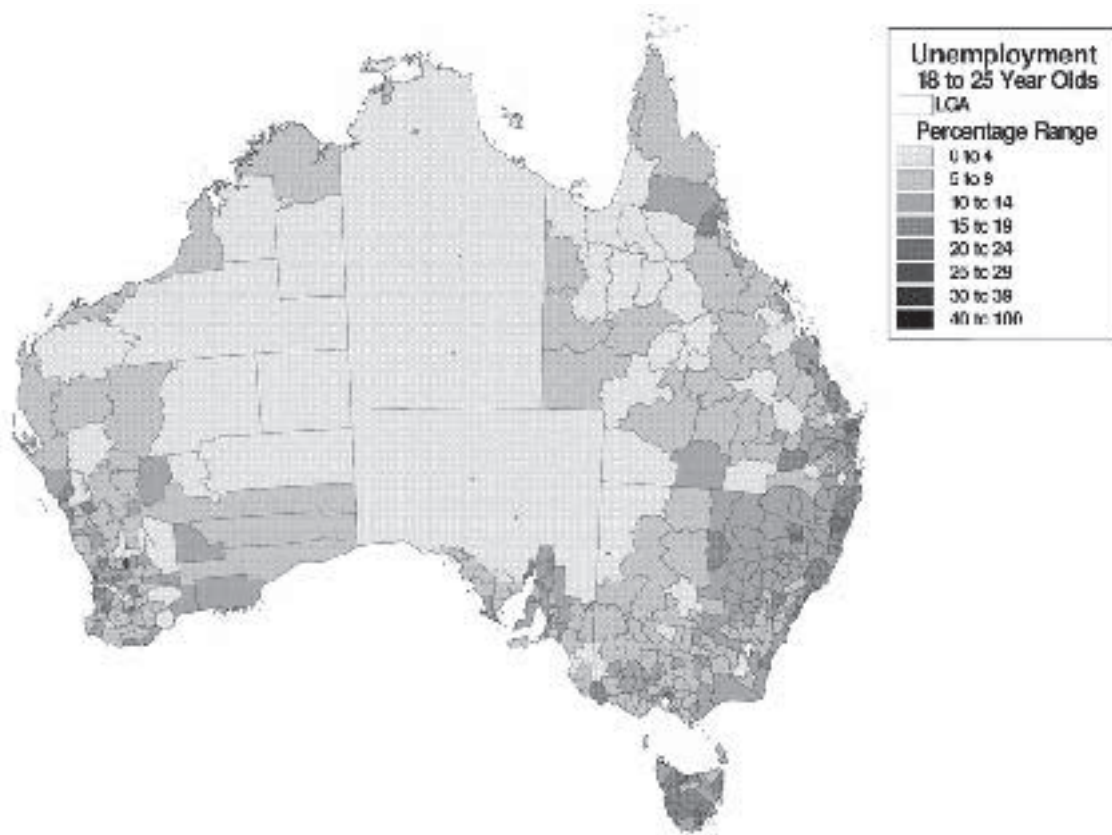 Unemployment
18 to 25 Year Olds
LGA
Percentage Range
0 to 4
5 to 9
10 to 14
15 to 19
20 to 24
25 to 29
30 to 39
40 to 100